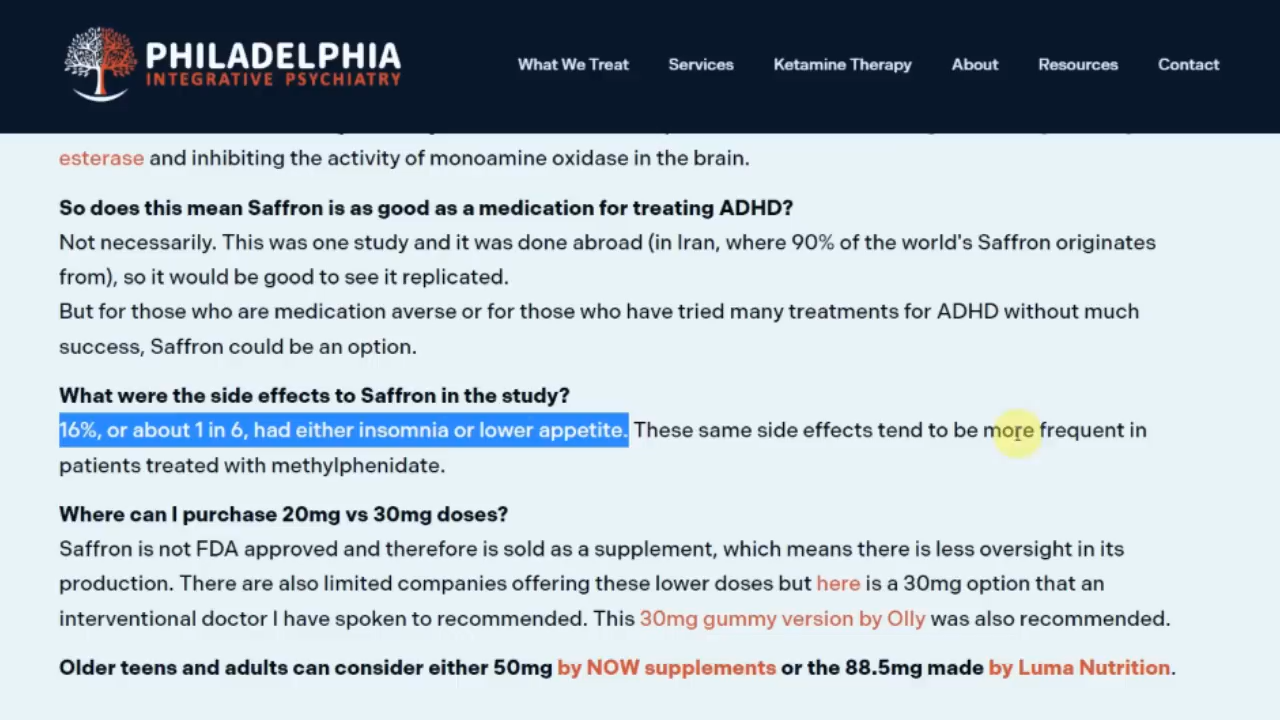 PHILADELPHIA
INTEGRATIVE PSYCHIATRY
What We Treat Services Ketamine Therapy About Resources Contact
esterase and inhibiting the activity of monoamine oxidase in the brain.
So does this mean Saffron is as good as a medication for treating ADHD?
Not necessarily. This was one study and it was done abroad (in Iran, where 90% of the world's Saffron originates
from), so it would be good to see it replicated.
But for those who are medication averse or for those who have tried many treatments for ADHD without much
success, Saffron could be an option.
What were the side effects to Saffron in the study?
16%, or about 1 in 6, had either insomnia or lower appetite. These same side effects tend to be more frequent in
patients treated with methylphenidate.
Where can I purchase 20mg vs 30mg doses?
Saffron is not FDA approved and therefore is sold as a supplement, which means there is less oversight in its
production. There are also limited companies offering these lower doses but here is a 30mg option that an
interventional doctor I have spoken to recommended. This 30mg gummy version by Olly was also recommended.
Older teens and adults can consider either 50mg by NOW supplements or the 88.5mg made by Luma Nutrition.